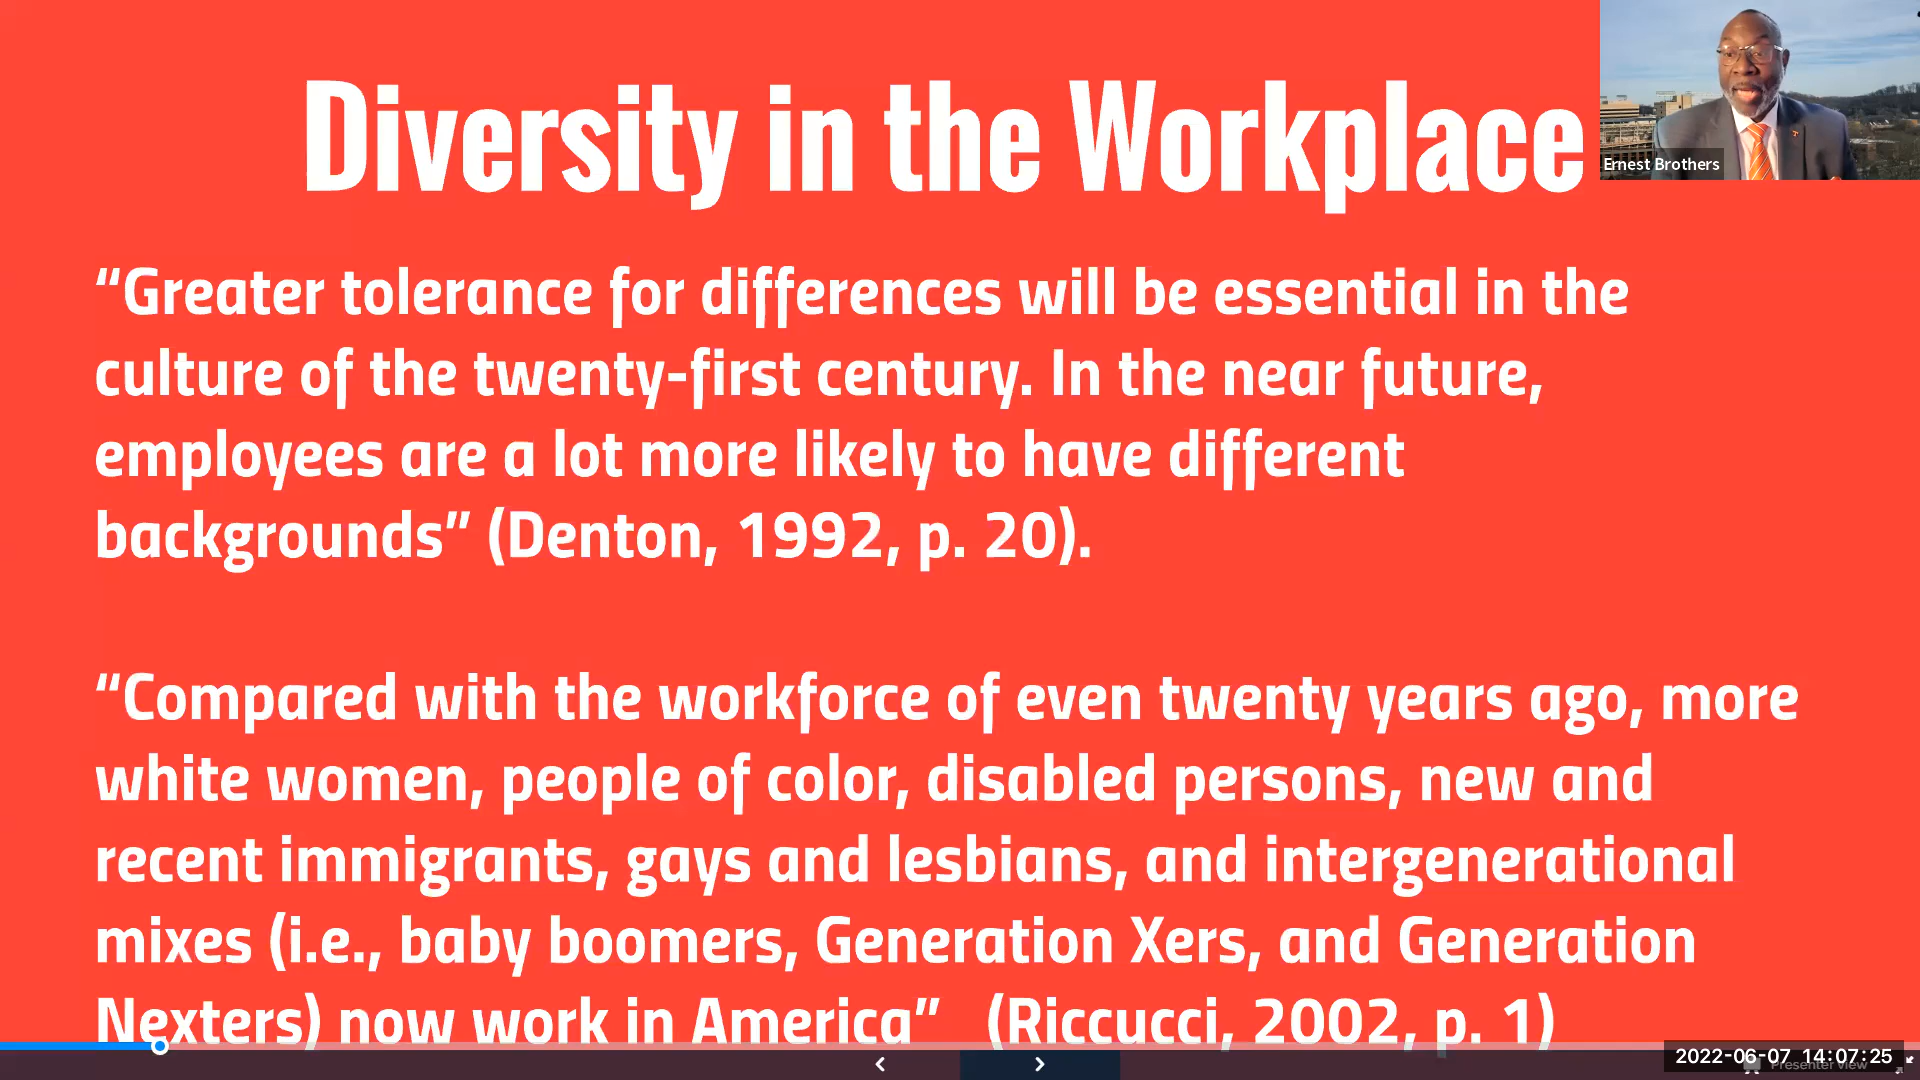 Diversity in the Workplace
Ernest Brothers
“Greater tolerance for differences will be essential in the
culture of the twenty-first century. In the near future,
employees are a lot more likely to have different
backgrounds” (Denton, 1992, p. 20).
“Compared with the workforce of even twenty years ago, more
white women, people of color, disabled persons, new and
recent immigrants, gays and lesbians, and intergenerational
mixes (i.e., baby boomers, Generation Xers, and Generation
Nexters) now work in America” (Riccucci, 2002, p. 1)
2022-06-07 14:07:25
Presenter View